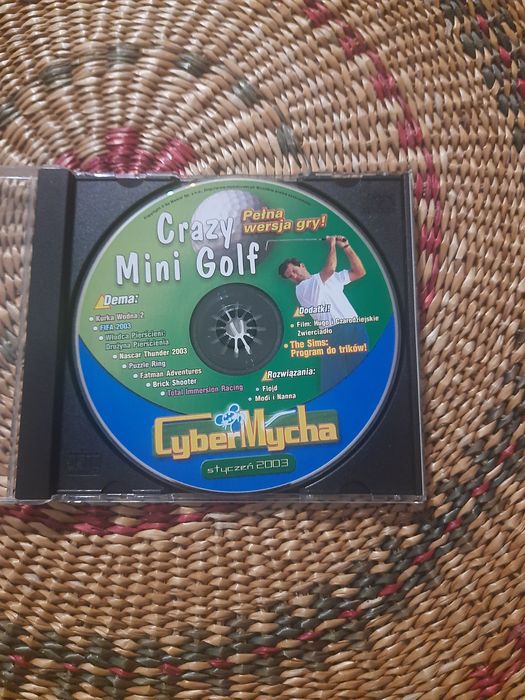 Crazy
Mini Golf
Pełna
wersja gry!
Dema:
• Kurka Wodna 2
• FIFA 2003
• Władca Pierścieni:
Drużyna Pierścienia
• Nascar Thunder 2003
• Puzzle Ring
• Fatman Adventures
• Brick Shooter
• Total Immersion Racing
Dodatki!
• Film: Hugo i Czarodziejskie
Zwierciadło
• The Sims:
Program do trików!
Rozwiązania:
• Flejd
• Modi i Nanna
CyberMycha
styczeń 2003